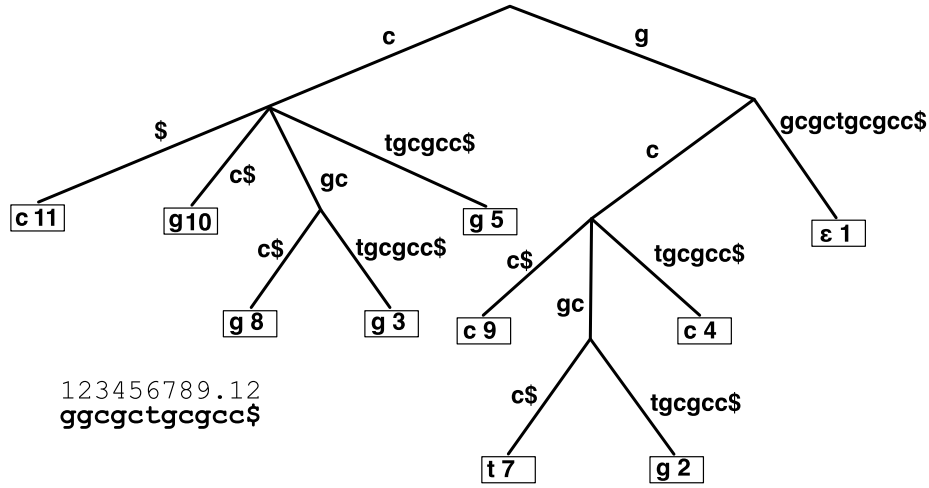 c
g
$
c$
gc
tgcgcc$
c
gcgctgcgcc$
c 11
g10
g 5
ε 1
c$
tgcgcc$
c$
gc
tgcgcc$
g 8
g 3
c 9
c 4
123456789.12
ggcgctgcgcc$
c$
tgcgcc$
t 7
g 2